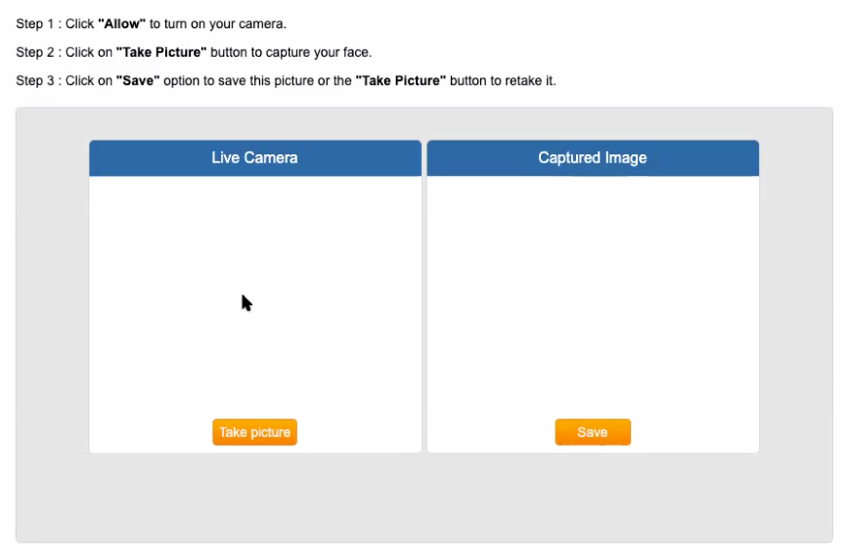 Step 1 : Click "Allow" to turn on your camera.
Step 2 : Click on "Take Picture" button to capture your face.
Step 3 : Click on "Save" option to save this picture or the "Take Picture" button to retake it.
Live Camera
Captured Image
Take picture
Save